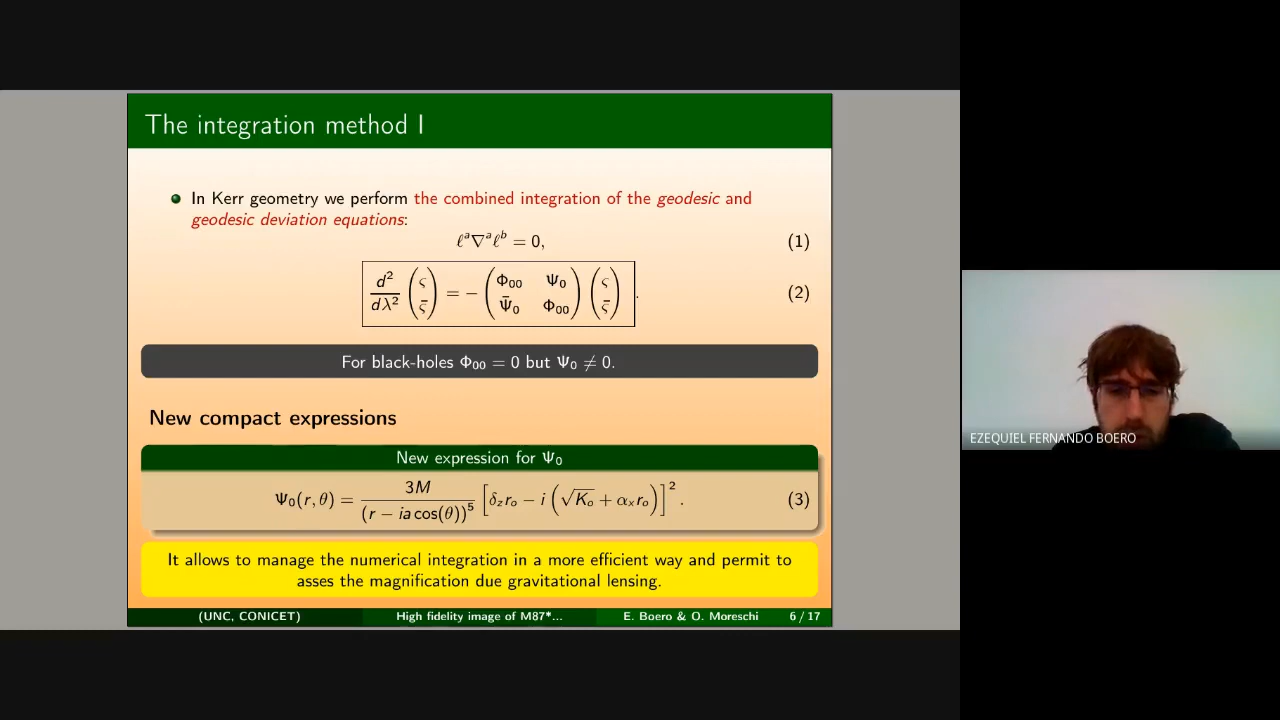 The integration method I
In Kerr geometry we perform the combined integration of the geodesic and
geodesic deviation equations:
ℓᵃ∇ᵃℓᵇ = 0, (1)
d²/dλ² (ς ς̄) = − (Φ₀₀ Ψ₀ Ψ̄₀ Φ₀₀) (ς ς̄). (2)
For black-holes Φ₀₀ = 0 but Ψ₀ ≠ 0.
New compact expressions
New expression for Ψ₀
Ψ₀(r, θ) = 3M / (r − ia cos(θ))⁵ [δ_z r_o − i (√K_o + α_x r_o)]². (3)
It allows to manage the numerical integration in a more efficient way and permit to
asses the magnification due gravitational lensing.
(UNC, CONICET) High fidelity image of M87*... E. Boero & O. Moreschi 6 / 17
EZEQUIEL FERNANDO BOERO